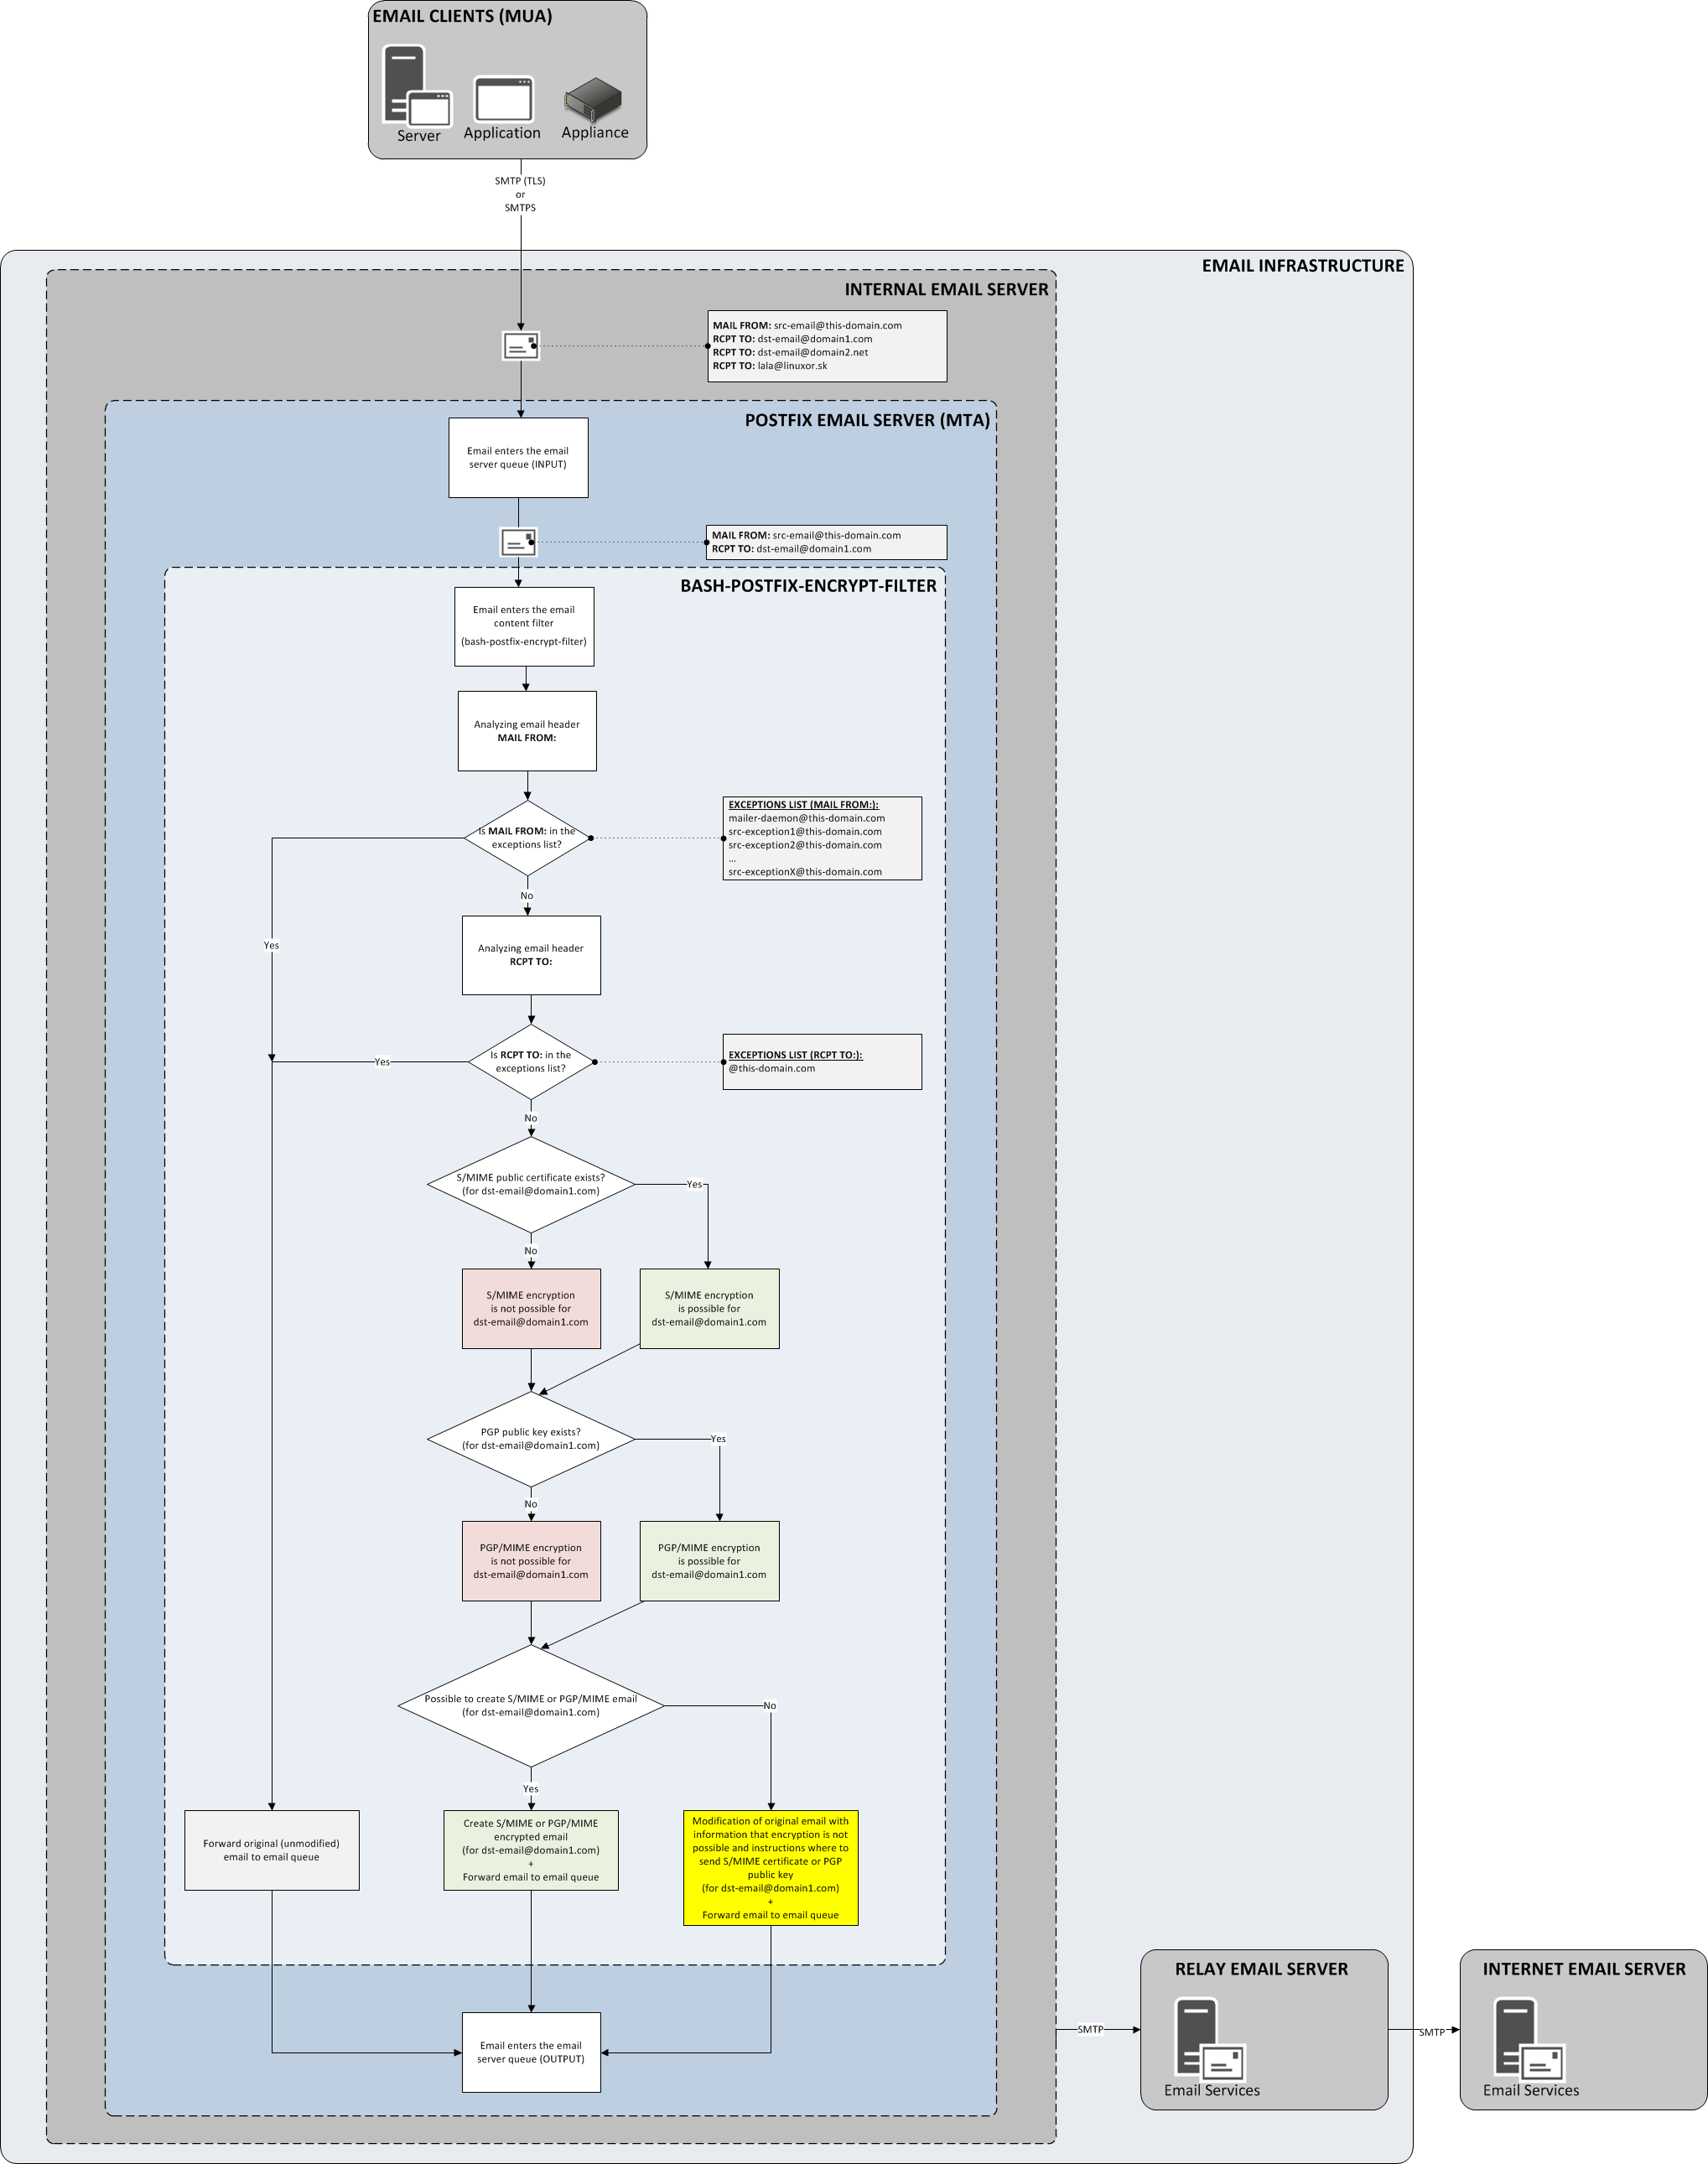 EMAIL CLIENTS (MUA)
Server
Application
Appliance
SMTP (TLS)
or
SMTPS
EMAIL INFRASTRUCTURE
INTERNAL EMAIL SERVER
MAIL FROM: src-email@this-domain.com
RCPT TO: dst-email@domain1.com
RCPT TO: dst-email@domain2.net
RCPT TO: lala@linuxor.sk
POSTFIX EMAIL SERVER (MTA)
Email enters the email
server queue (INPUT)
MAIL FROM: src-email@this-domain.com
RCPT TO: dst-email@domain1.com
BASH-POSTFIX-ENCRYPT-FILTER
Email enters the email
content filter
(bash-postfix-encrypt-filter)
Analyzing email header
MAIL FROM:
Is MAIL FROM: in the
exceptions list?
EXCEPTIONS LIST (MAIL FROM:):
mailer-daemon@this-domain.com
src-exception1@this-domain.com
src-exception2@this-domain.com
...
src-exceptionX@this-domain.com
No
Yes
Analyzing email header
RCPT TO:
Is RCPT TO: in the
exceptions list?
Yes
EXCEPTIONS LIST (RCPT TO:):
@this-domain.com
No
S/MIME public certificate exists?
(for dst-email@domain1.com)
Yes
No
S/MIME encryption
is not possible for
dst-email@domain1.com
S/MIME encryption
is possible for
dst-email@domain1.com
PGP public key exists?
(for dst-email@domain1.com)
Yes
No
PGP/MIME encryption
is not possible for
dst-email@domain1.com
PGP/MIME encryption
is possible for
dst-email@domain1.com
Possible to create S/MIME or PGP/MIME email
(for dst-email@domain1.com)
No
Yes
Forward original (unmodified)
email to email queue
Create S/MIME or PGP/MIME
encrypted email
(for dst-email@domain1.com)
+
Forward email to email queue
Modification of original email with
information that encryption is not
possible and instructions where to
send S/MIME certificate or PGP
public key
(for dst-email@domain1.com)
+
Forward email to email queue
Email enters the email
server queue (OUTPUT)
SMTP
RELAY EMAIL SERVER
Email Services
SMTP
INTERNET EMAIL SERVER
Email Services